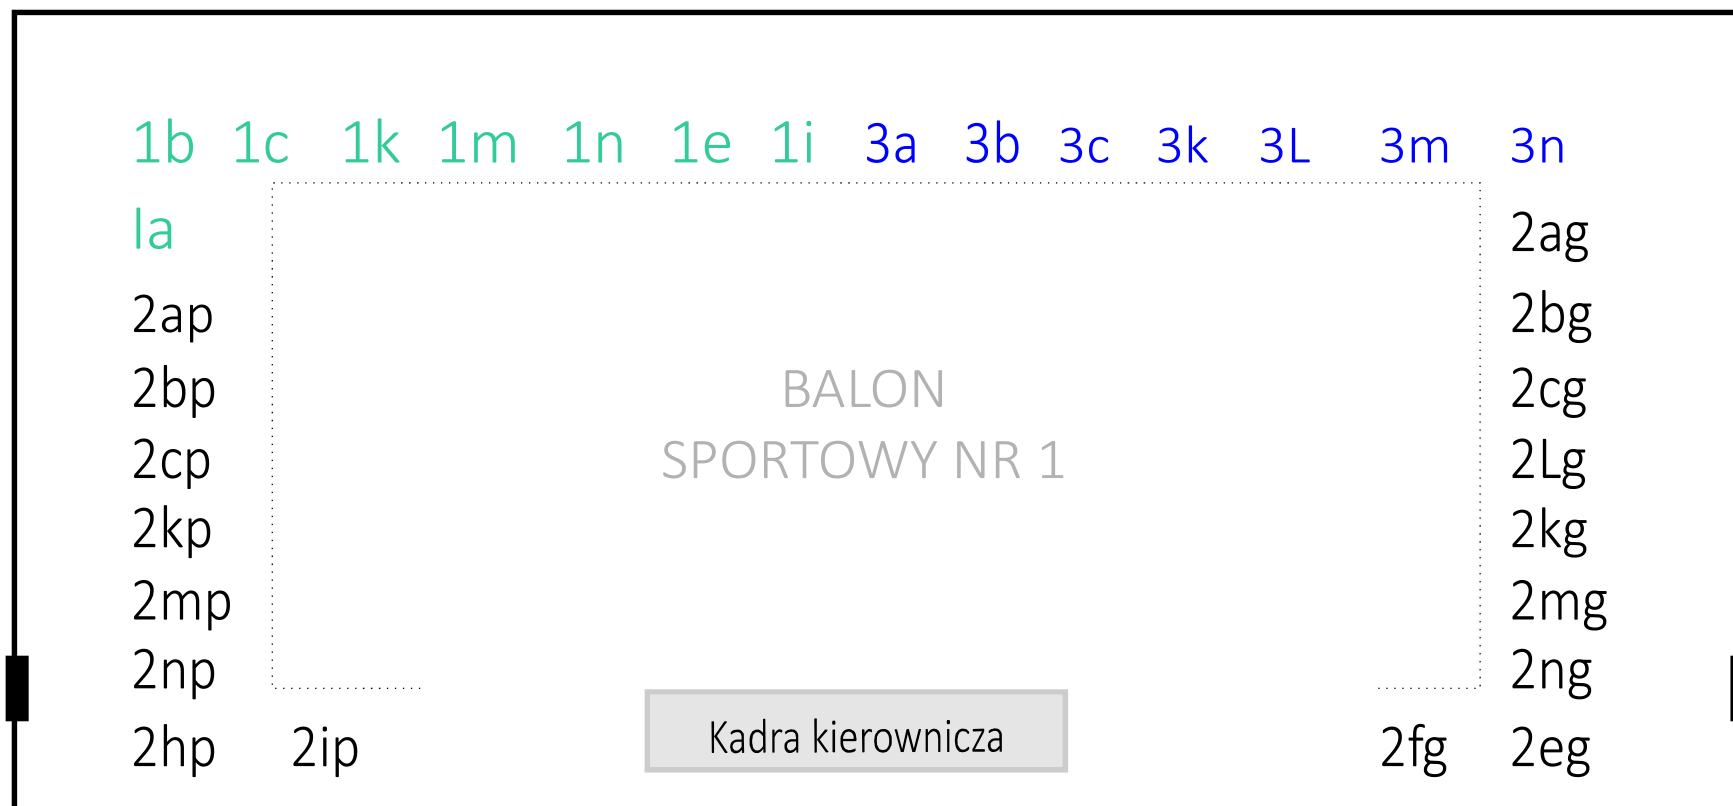 1b 1c 1k 1m 1n 1e 1i 3a 3b 3c 3k 3L 3m 3n
Ia 2ag
2ap 2bg
2bp BALON 2cg
2cp SPORTOWY NR 1 2Lg
2kp 2kg
2mp 2mg
2np 2ng
2hp 2ip Kadra kierownicza 2fg 2eg